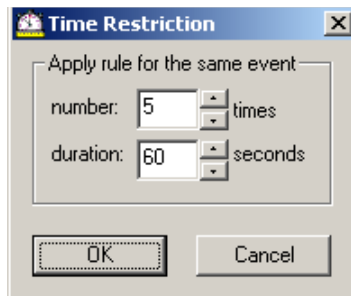 Time Restriction
Apply rule for the same event
number: 5 times
duration: 60 seconds
OK Cancel